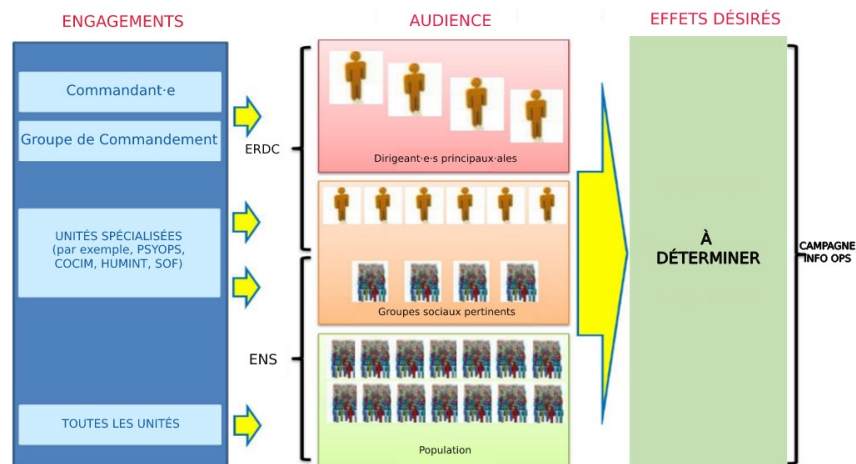 ENGAGEMENTS
AUDIENCE
EFFETS DÉSIRÉS
Commandant·e
Groupe de Commandement
UNITÉS SPÉCIALISÉES
(par exemple, PSYOPS,
COCIM, HUMINT, SOF)
TOUTES LES UNITÉS
ERDC
ENS
Dirigeant·e·s principaux·ales
Groupes sociaux pertinents
Population
À
DÉTERMINER
CAMPAGNE
INFO OPS